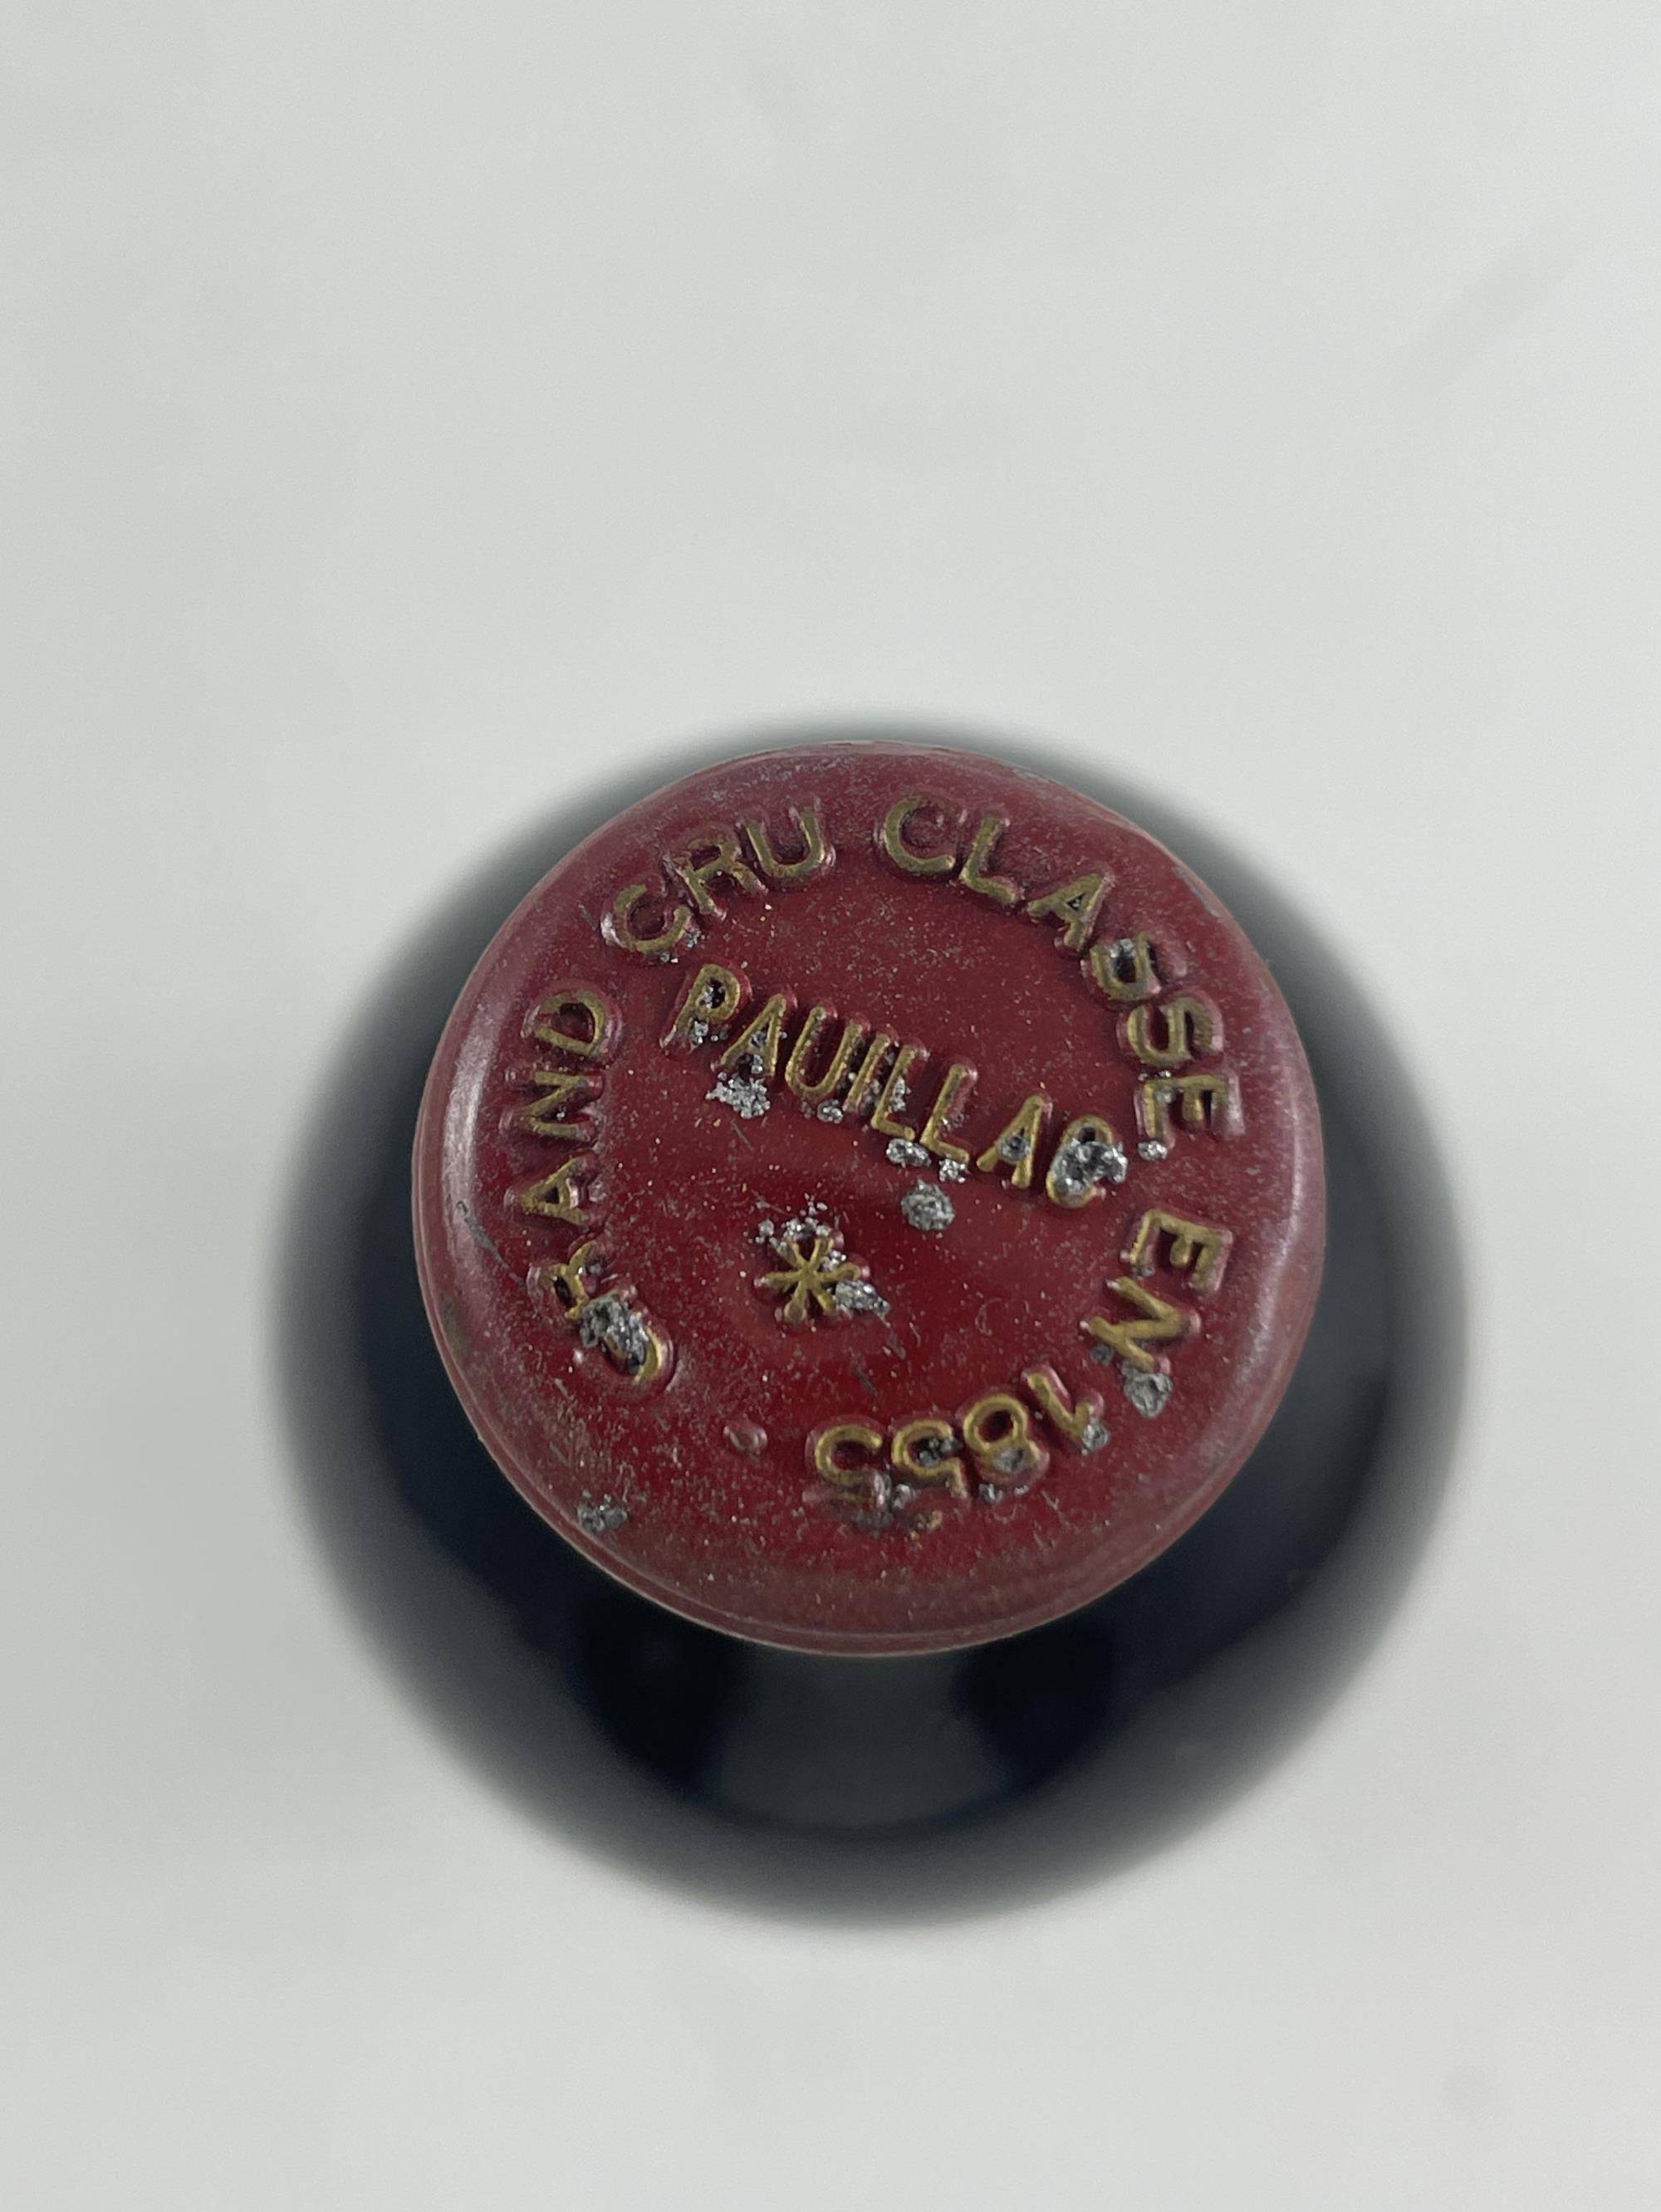 GRAND CRU CLASSE EN 1855
PAUILLAC
*